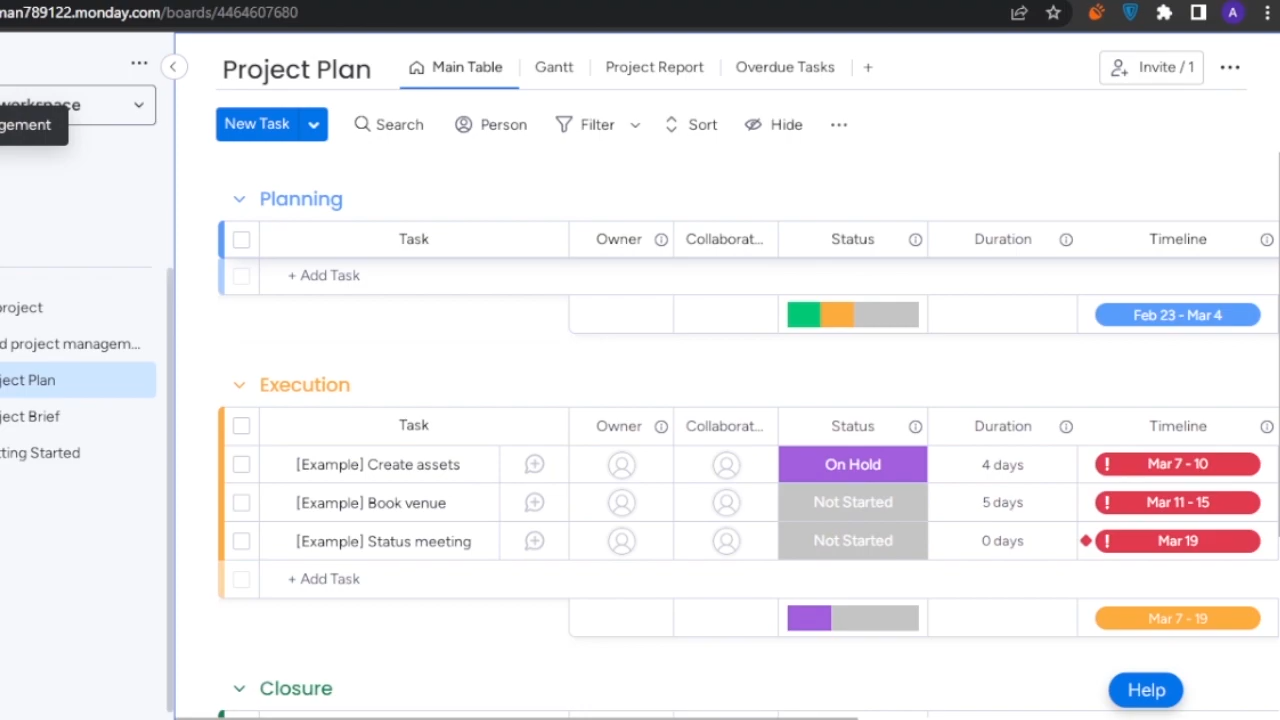 man789122.monday.com/boards/4464607680
A
Project Plan
Main Table
Gantt
Project Report
Overdue Tasks
+
Invite / 1
workspace
gement
New Task
Search
Person
Filter
Sort
Hide
Planning
Task
Owner
Collaborat...
Status
Duration
Timeline
+ Add Task
Feb 23 - Mar 4
project
d project managem...
ject Plan
ject Brief
ting Started
Execution
Task
Owner
Collaborat...
Status
Duration
Timeline
[Example] Create assets
On Hold
4 days
! Mar 7 - 10
[Example] Book venue
Not Started
5 days
! Mar 11 - 15
[Example] Status meeting
Not Started
0 days
! Mar 19
+ Add Task
Mar 7 - 19
Closure
Help